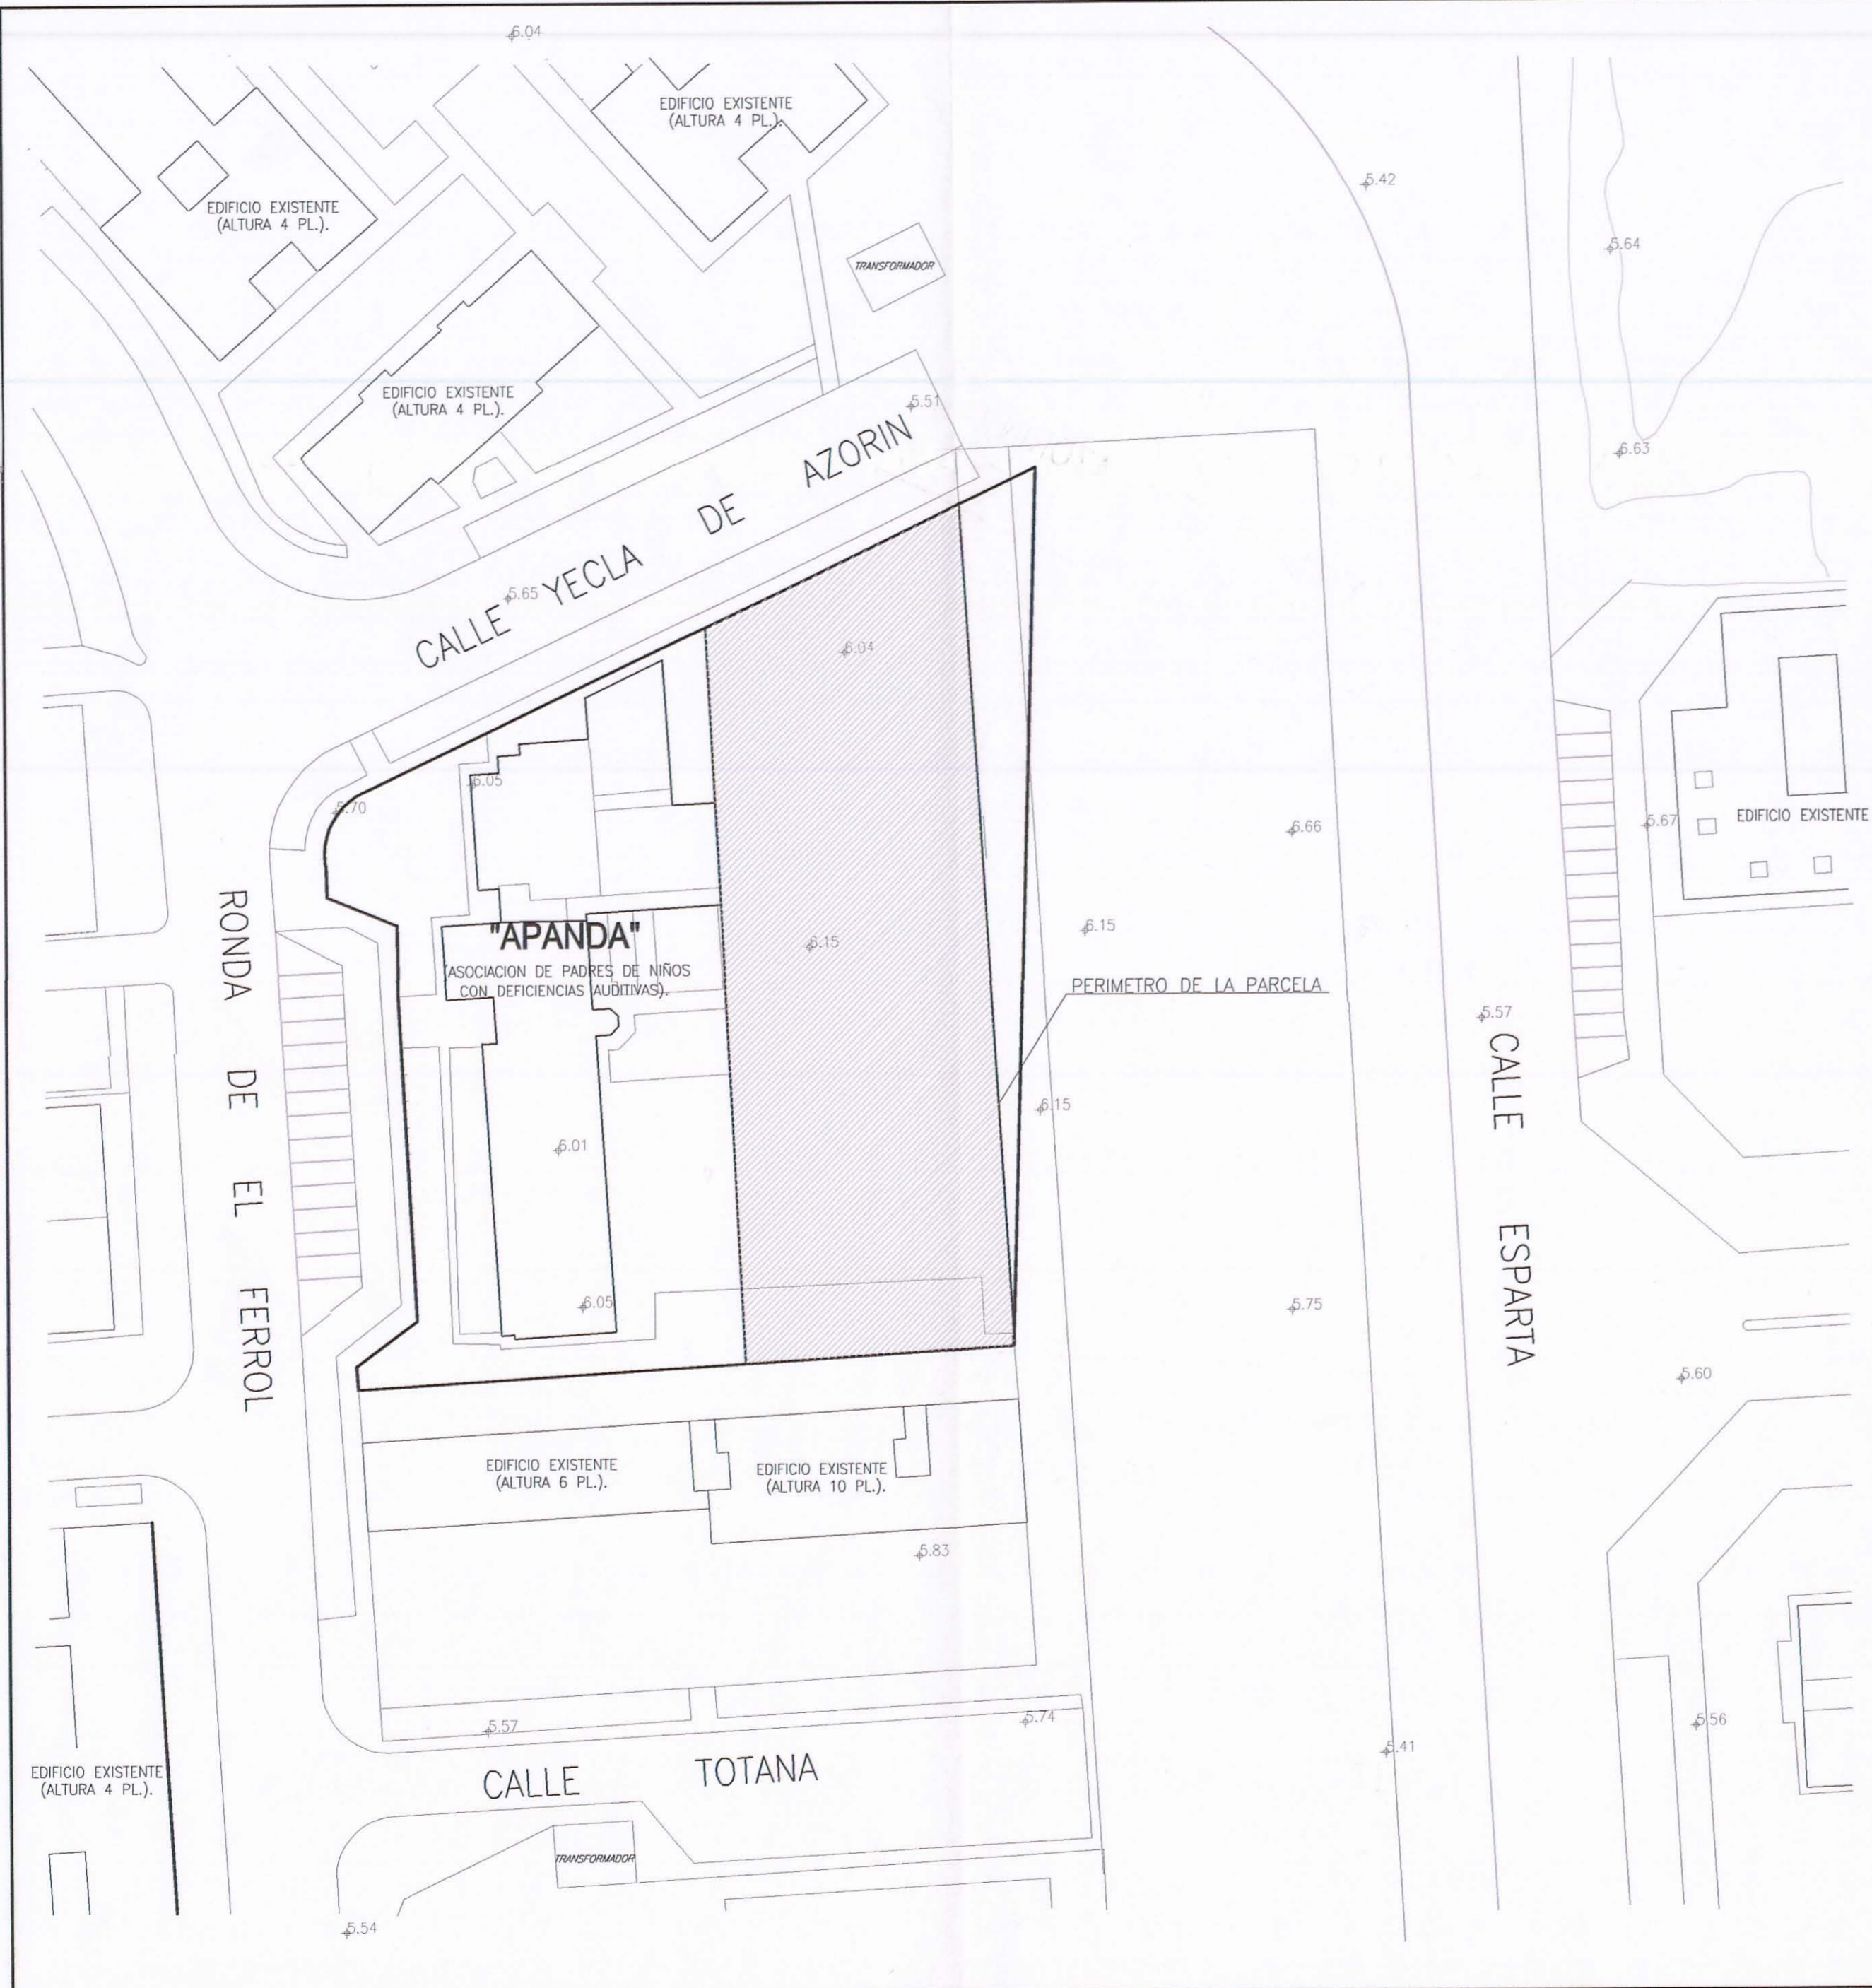 6.04
EDIFICIO EXISTENTE
(ALTURA 4 PL.).
5.42
EDIFICIO EXISTENTE
(ALTURA 4 PL.).
5.64
TRANSFORMADOR
EDIFICIO EXISTENTE
(ALTURA 4 PL.).
5.51
5.63
CALLE YECLA DE AZORIN
5.65
6.04
6.05
5.70
6.66
5.67
EDIFICIO EXISTENTE
RONDA DE EL FERROL
"APANDA"
(ASOCIACION DE PADRES DE NIÑOS
CON DEFICIENCIAS AUDITIVAS).
6.15
6.15
PERIMETRO DE LA PARCELA
5.57
CALLE ESPARTA
6.15
6.01
6.05
5.75
5.60
EDIFICIO EXISTENTE
(ALTURA 6 PL.).
EDIFICIO EXISTENTE
(ALTURA 10 PL.).
5.83
5.57
5.74
5.56
5.41
EDIFICIO EXISTENTE
(ALTURA 4 PL.).
CALLE TOTANA
TRANSFORMADOR
5.54